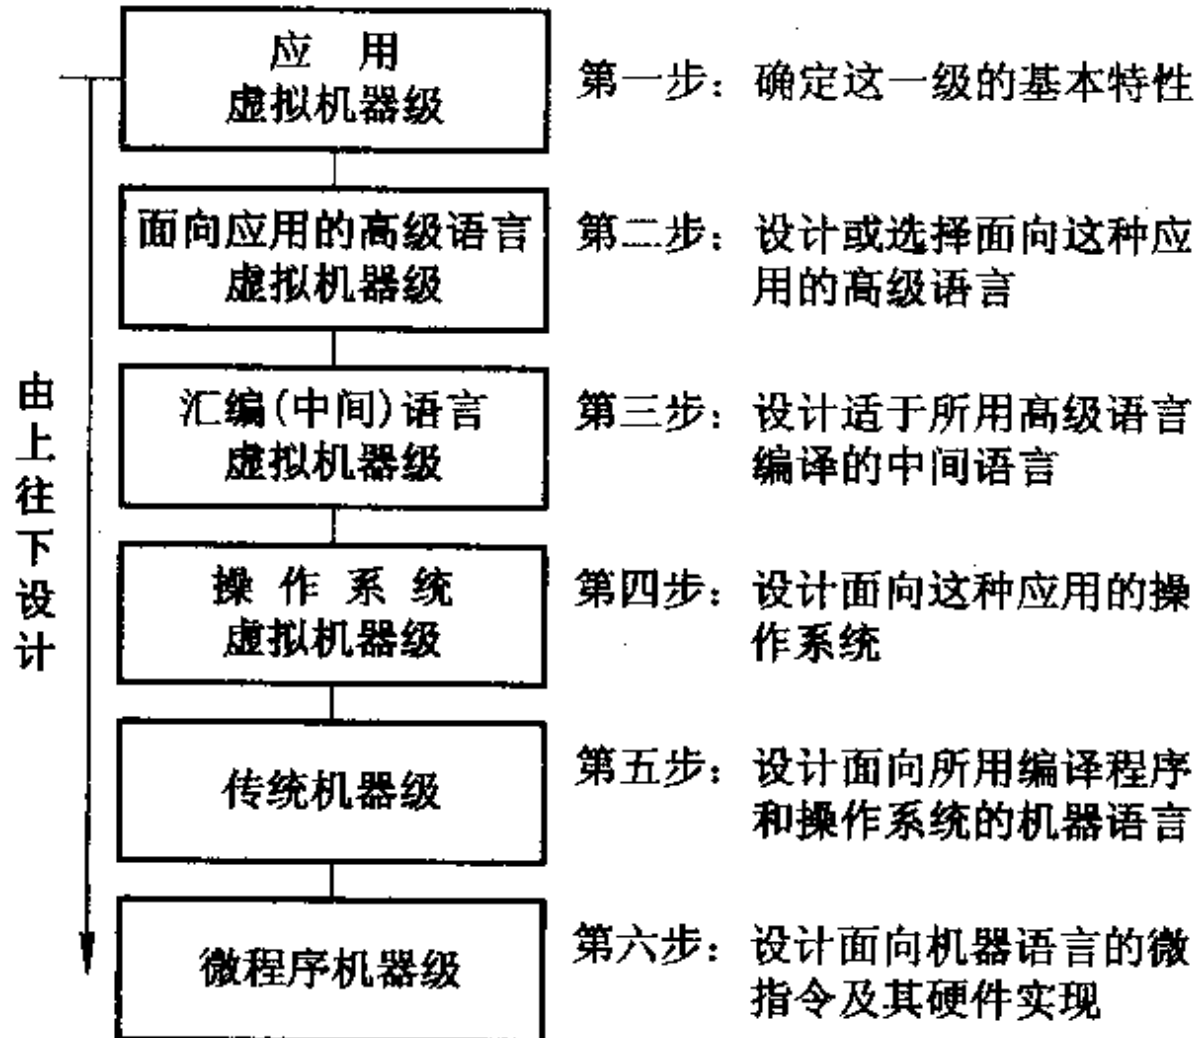 应 用
虚拟机器级
第一步：确定这一级的基本特性
面向应用的高级语言
虚拟机器级
第二步：设计或选择面向这种应
用的高级语言
汇编(中间)语言
虚拟机器级
第三步：设计适于所用高级语言
编译的中间语言
操作系统
虚拟机器级
第四步：设计面向这种应用的操
作系统
传统机器级
第五步：设计面向所用编译程序
和操作系统的机器语言
微程序机器级
第六步：设计面向机器语言的微
指令及其硬件实现
由上往下设计